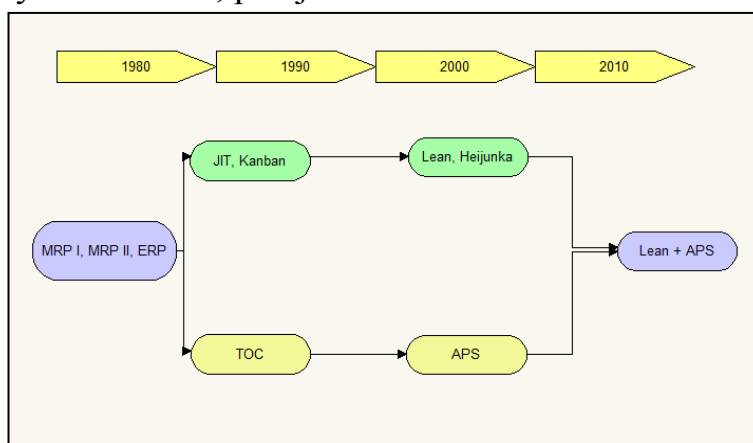 1980
1990
2000
2010
JIT, Kanban
Lean, Heijunka
MRP I, MRP II, ERP
Lean + APS
TOC
APS